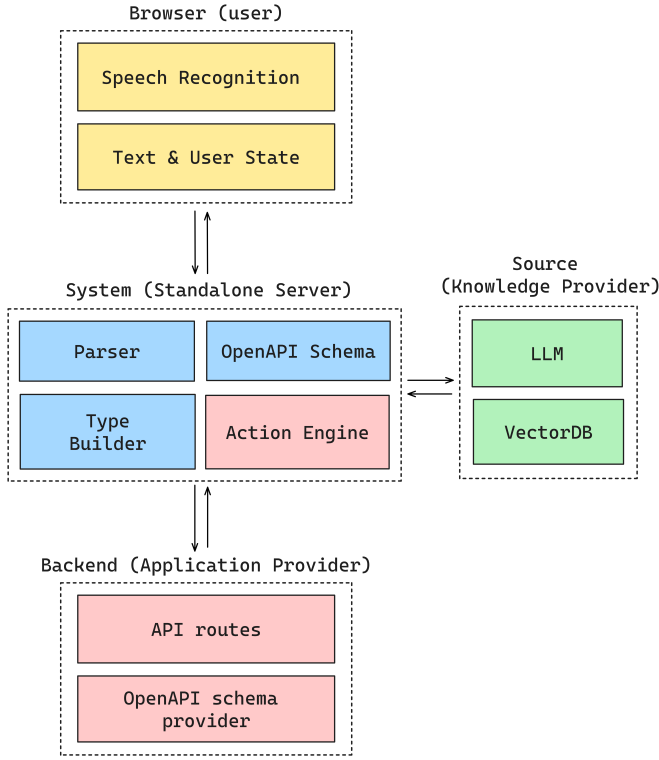 Browser (user)
Speech Recognition
Text & User State
System (Standalone Server)
Parser
OpenAPI Schema
Type
Builder
Action Engine
Source
(Knowledge Provider)
LLM
VectorDB
Backend (Application Provider)
API routes
OpenAPI schema
provider